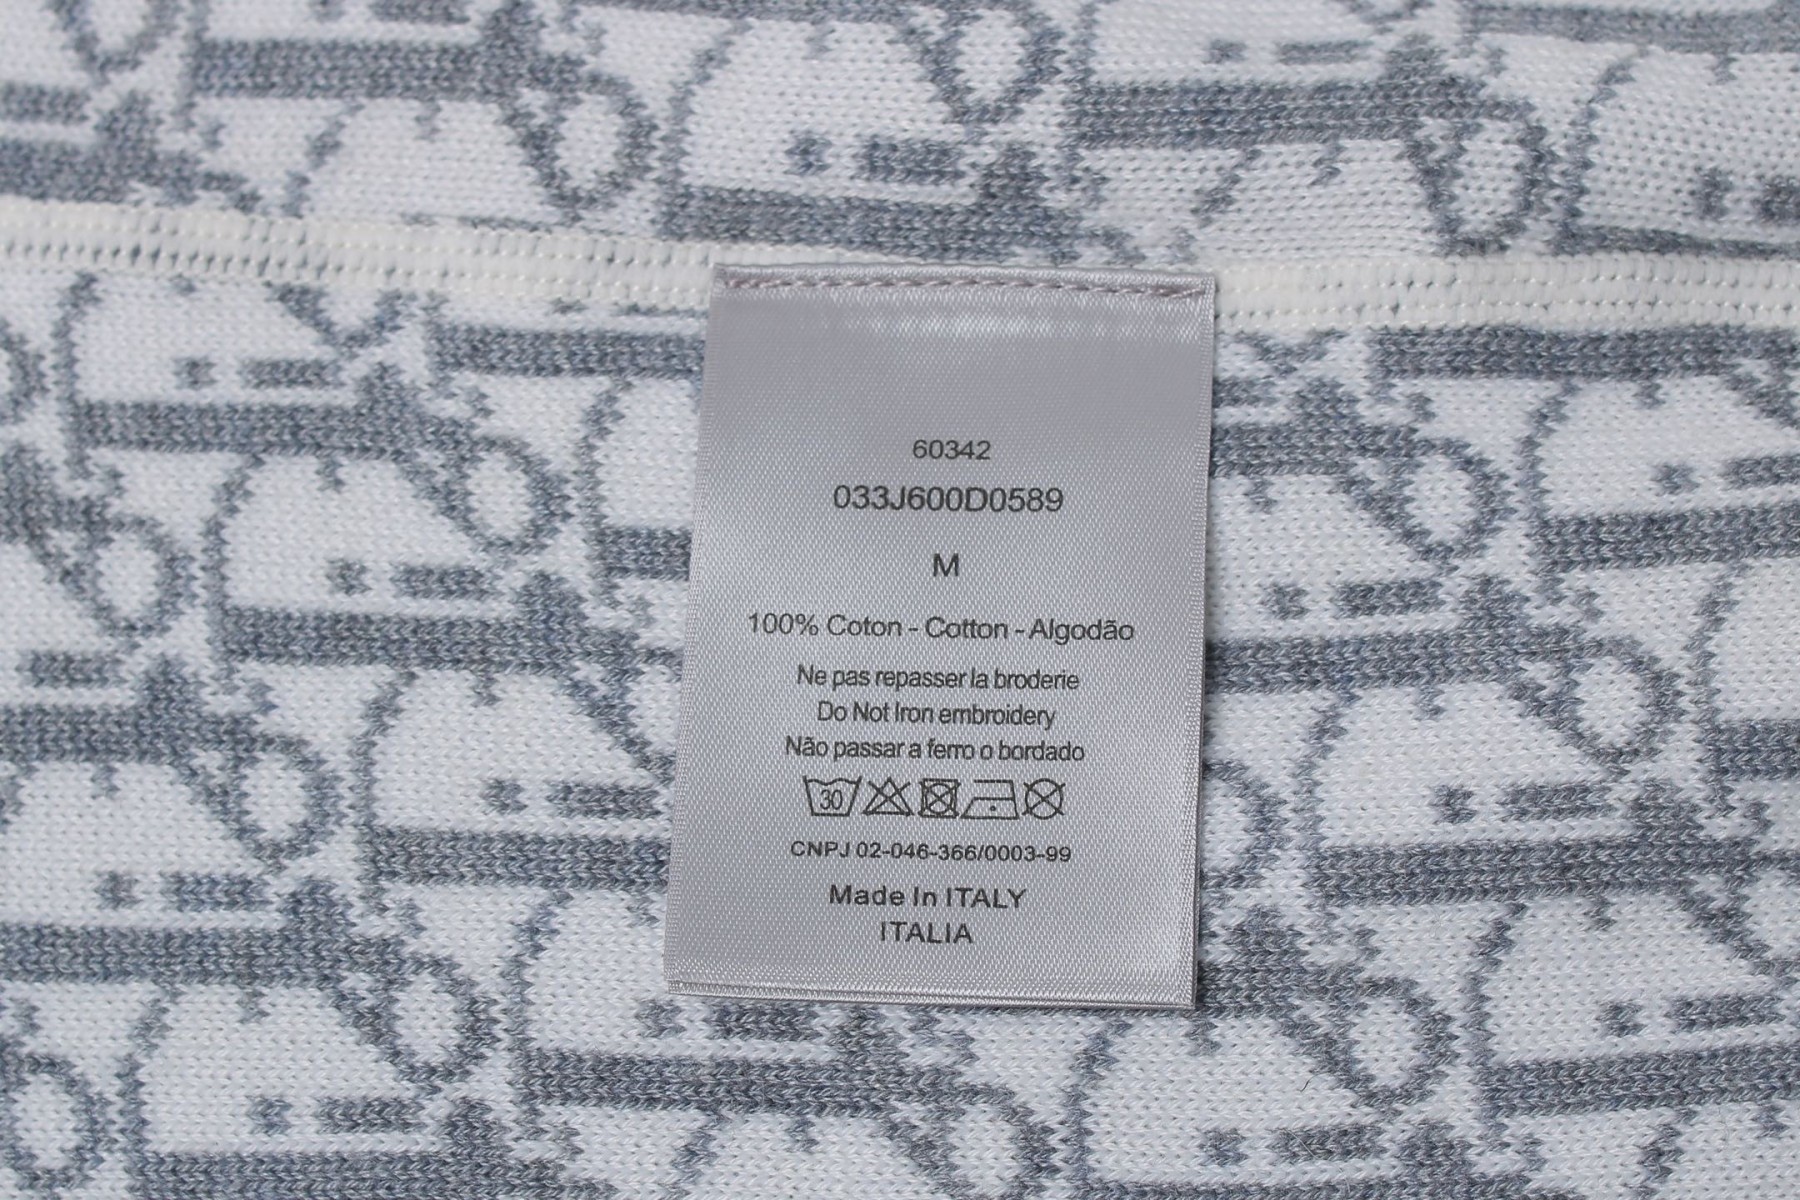 60342
033J600D0589
M
100% Coton - Cotton - Algodão
Ne pas repasser la broderie
Do Not Iron embroidery
Não passar a ferro o bordado
30
CNPJ 02-046-366/0003-99
Made In ITALY
ITALIA